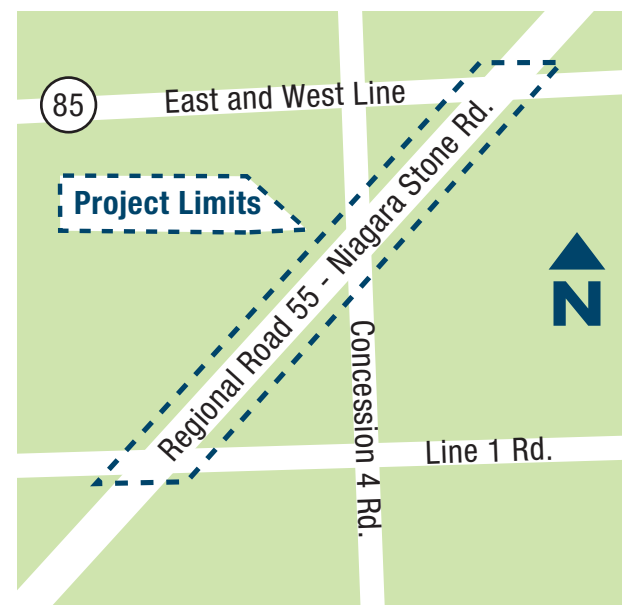 85
East and West Line
Project Limits
Regional Road 55 - Niagara Stone Rd.
N
Concession 4 Rd.
Line 1 Rd.